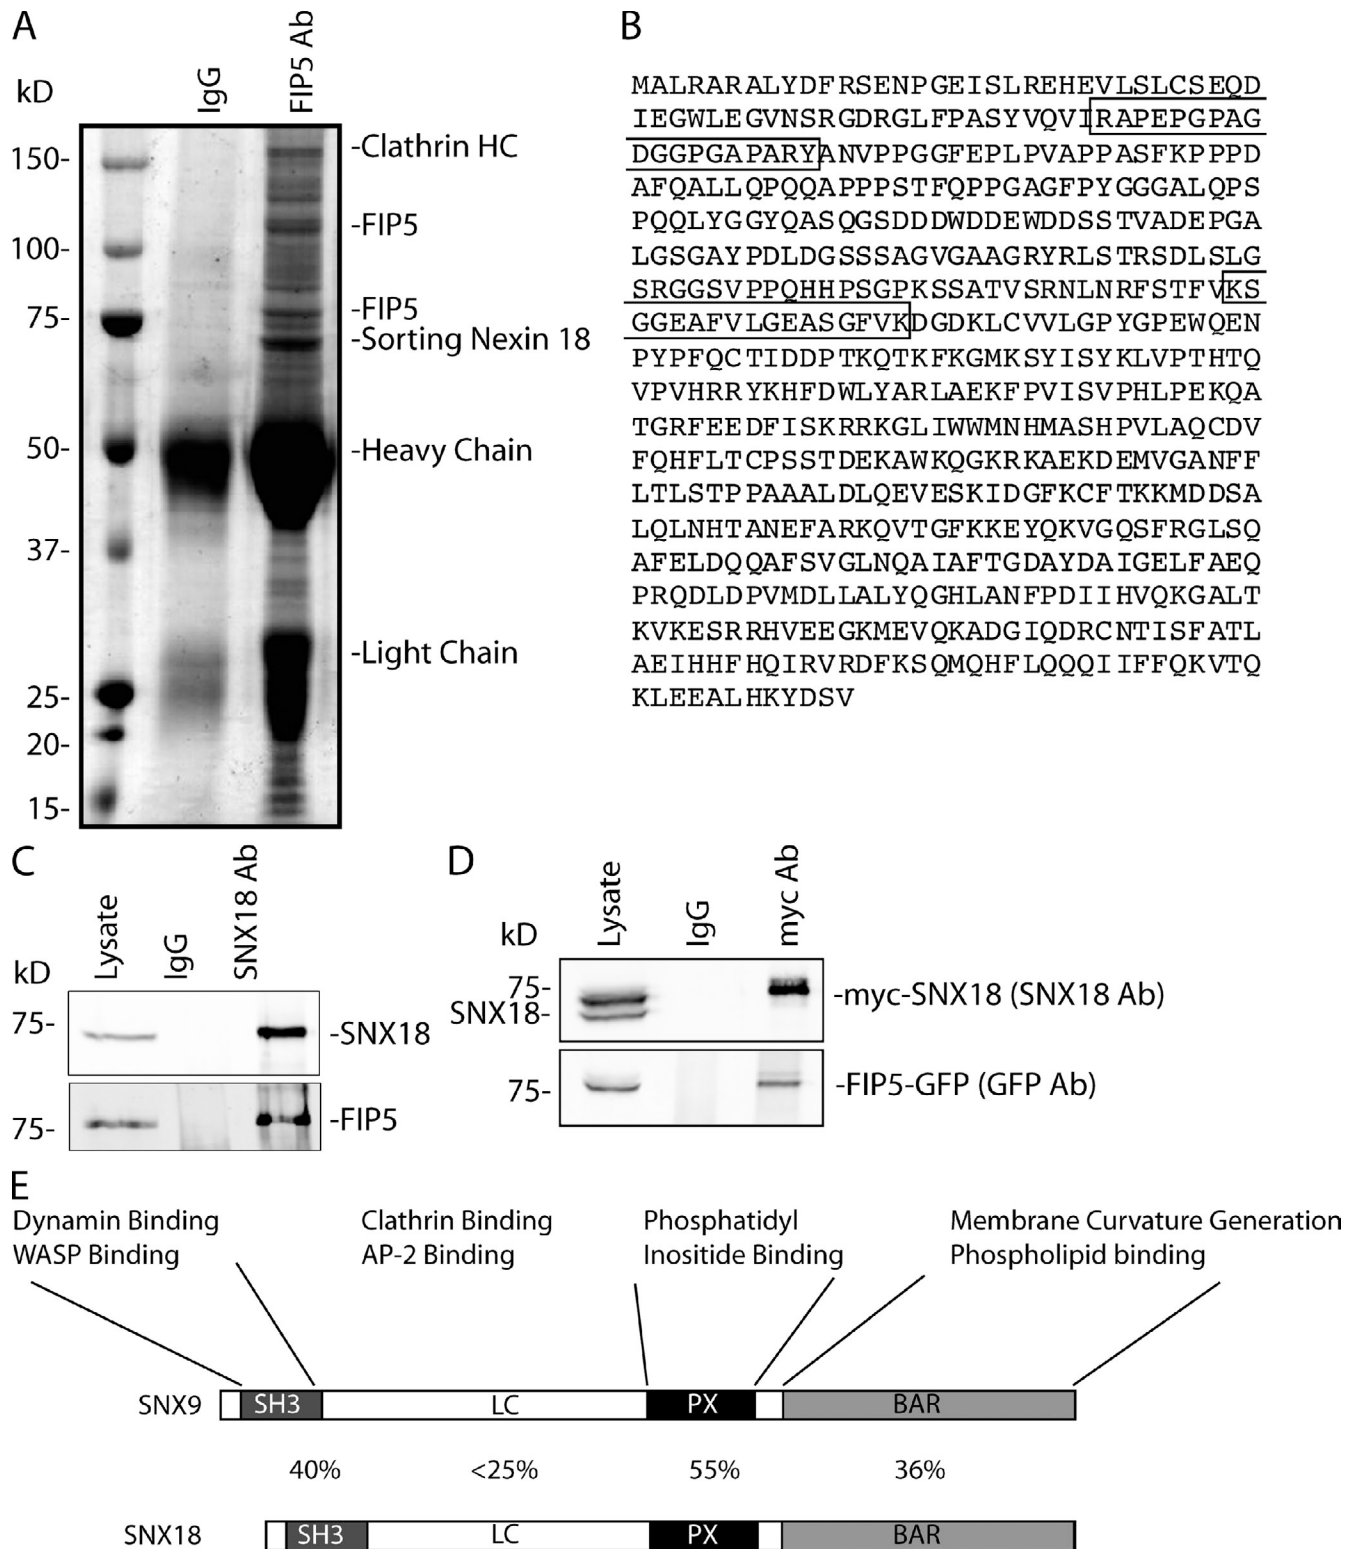 A
kD
IgG
FIP5 Ab
150-
100-
75-
50-
37-
25-
20-
15-
-Clathrin HC
-FIP5
-FIP5
-Sorting Nexin 18
-Heavy Chain
-Light Chain
B
MALRARALYDFRSENPGEISLREHEVLSLCSEQD
IEGWLEGVNSRGDRGLFPASYVQVIRAPEPGPAG
DGGPGAPARYANVPPGGFEPLPVAPPASFKPPPD
AFQALLQPQQAPPPSTFQPPGAGFPYGGGALQPS
PQQLYGGYQASQGSDDDWDDEWDDSSTVADEPGA
LGSGAYPDLDGSSSAGVGAAGRYRLSTRSDLSLG
SRGGSVPPQHHPSGPKSSATVSRNLNRFSTFVKS
GGEAFVLGEASGFVKDGDKLCVVLGPYGPEWQEN
PYPFQCTIDDPTKQTKFKGMKSYISYKLVPTHTQ
VPVHRRYKHFDWLYARLAEKFPVISVPHLPEKQA
TGRFEEDFISKRRKGLIWWMNHMASHPVLAQCDV
FQHFLTCPSSTDEKAWKQGKRKAEKDEMVGANFF
LTLSTPPAAALDLQEVESKIDGFKCFTKKMDDSA
LQLNHTANEFARKQVTGFKKEYQKVGQSFRGLSQ
AFELDQQAFSVGLNQAIAFTGDAYDAIGELFAEQ
PRQDLDPVMDLLALYQGHLANFPDIIHVQKGALT
KVKESRRHVEEGKMEVQKADGIQDRCNTISFATL
AEIHHFHQIRVRDFKSQMQHFLQQQIIFFQKVTQ
KLEEALHKYDSV
C
kD
Lysate
IgG
SNX18 Ab
75-
-SNX18
75-
-FIP5
D
kD
Lysate
IgG
myc Ab
75-
SNX18-
-myc-SNX18 (SNX18 Ab)
75-
-FIP5-GFP (GFP Ab)
E
Dynamin Binding
WASP Binding
Clathrin Binding
AP-2 Binding
Phosphatidyl
Inositide Binding
Membrane Curvature Generation
Phospholipid binding
SNX9
SH3
LC
PX
BAR
40%
<25%
55%
36%
SNX18
SH3
LC
PX
BAR